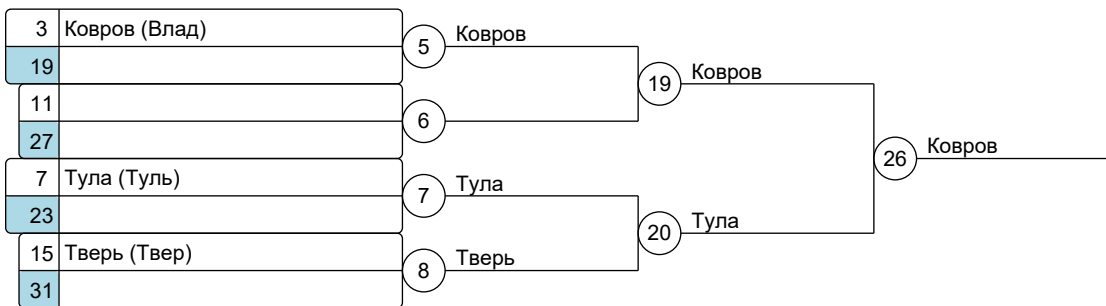 3 Ковров (Влад)
19
11
27
7 Тула (Туль)
23
15 Тверь (Твер)
31
5 Ковров
6
7 Тула
8 Тверь
19 Ковров
20 Тула
26 Ковров